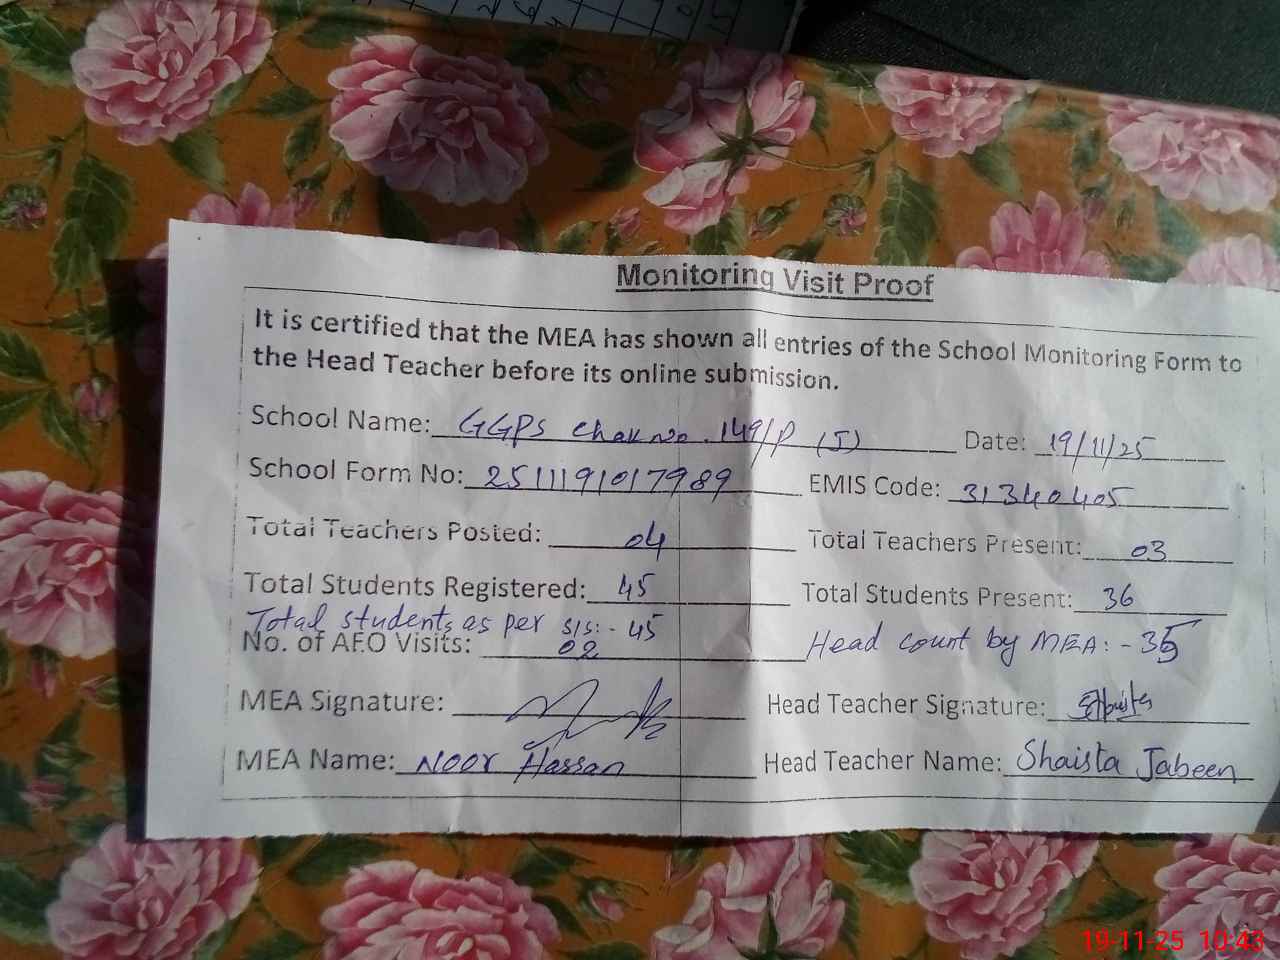 Monitoring Visit Proof
It is certified that the MEA has shown all entries of the School Monitoring Form to
the Head Teacher before its online submission.
School Name: GGPS Chak No. 149/P (J) Date: 19/11/25
School Form No: 25111191017989 EMIS Code: 31340405
Total Teachers Posted: 04 Total Teachers Present: 03
Total Students Registered: 45 Total Students Present: 36
Total students as per SIS:- 45
No. of AEO Visits: 02 Head count by MEA:- 35
MEA Signature: Head Teacher Signature:
MEA Name: Noor Hassan Head Teacher Name: Shaista Jabeen
19-11-25 10:43